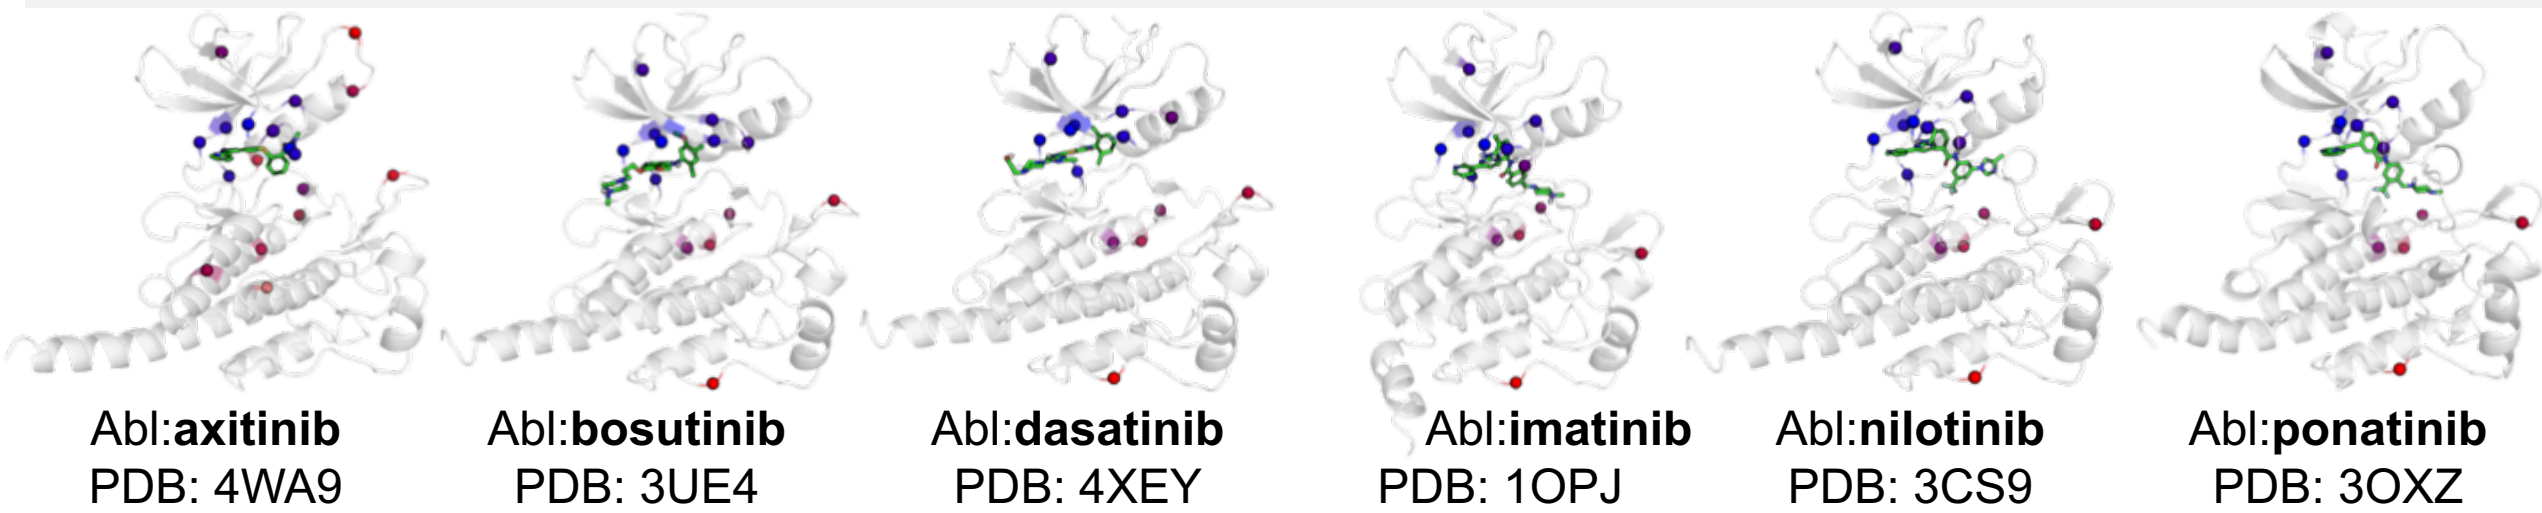 Abl:axitinib
PDB: 4WA9
Abl:bosutinib
PDB: 3UE4
Abl:dasatinib
PDB: 4XEY
Abl:imatinib
PDB: 1OPJ
Abl:nilotinib
PDB: 3CS9
Abl:ponatinib
PDB: 3OXZ